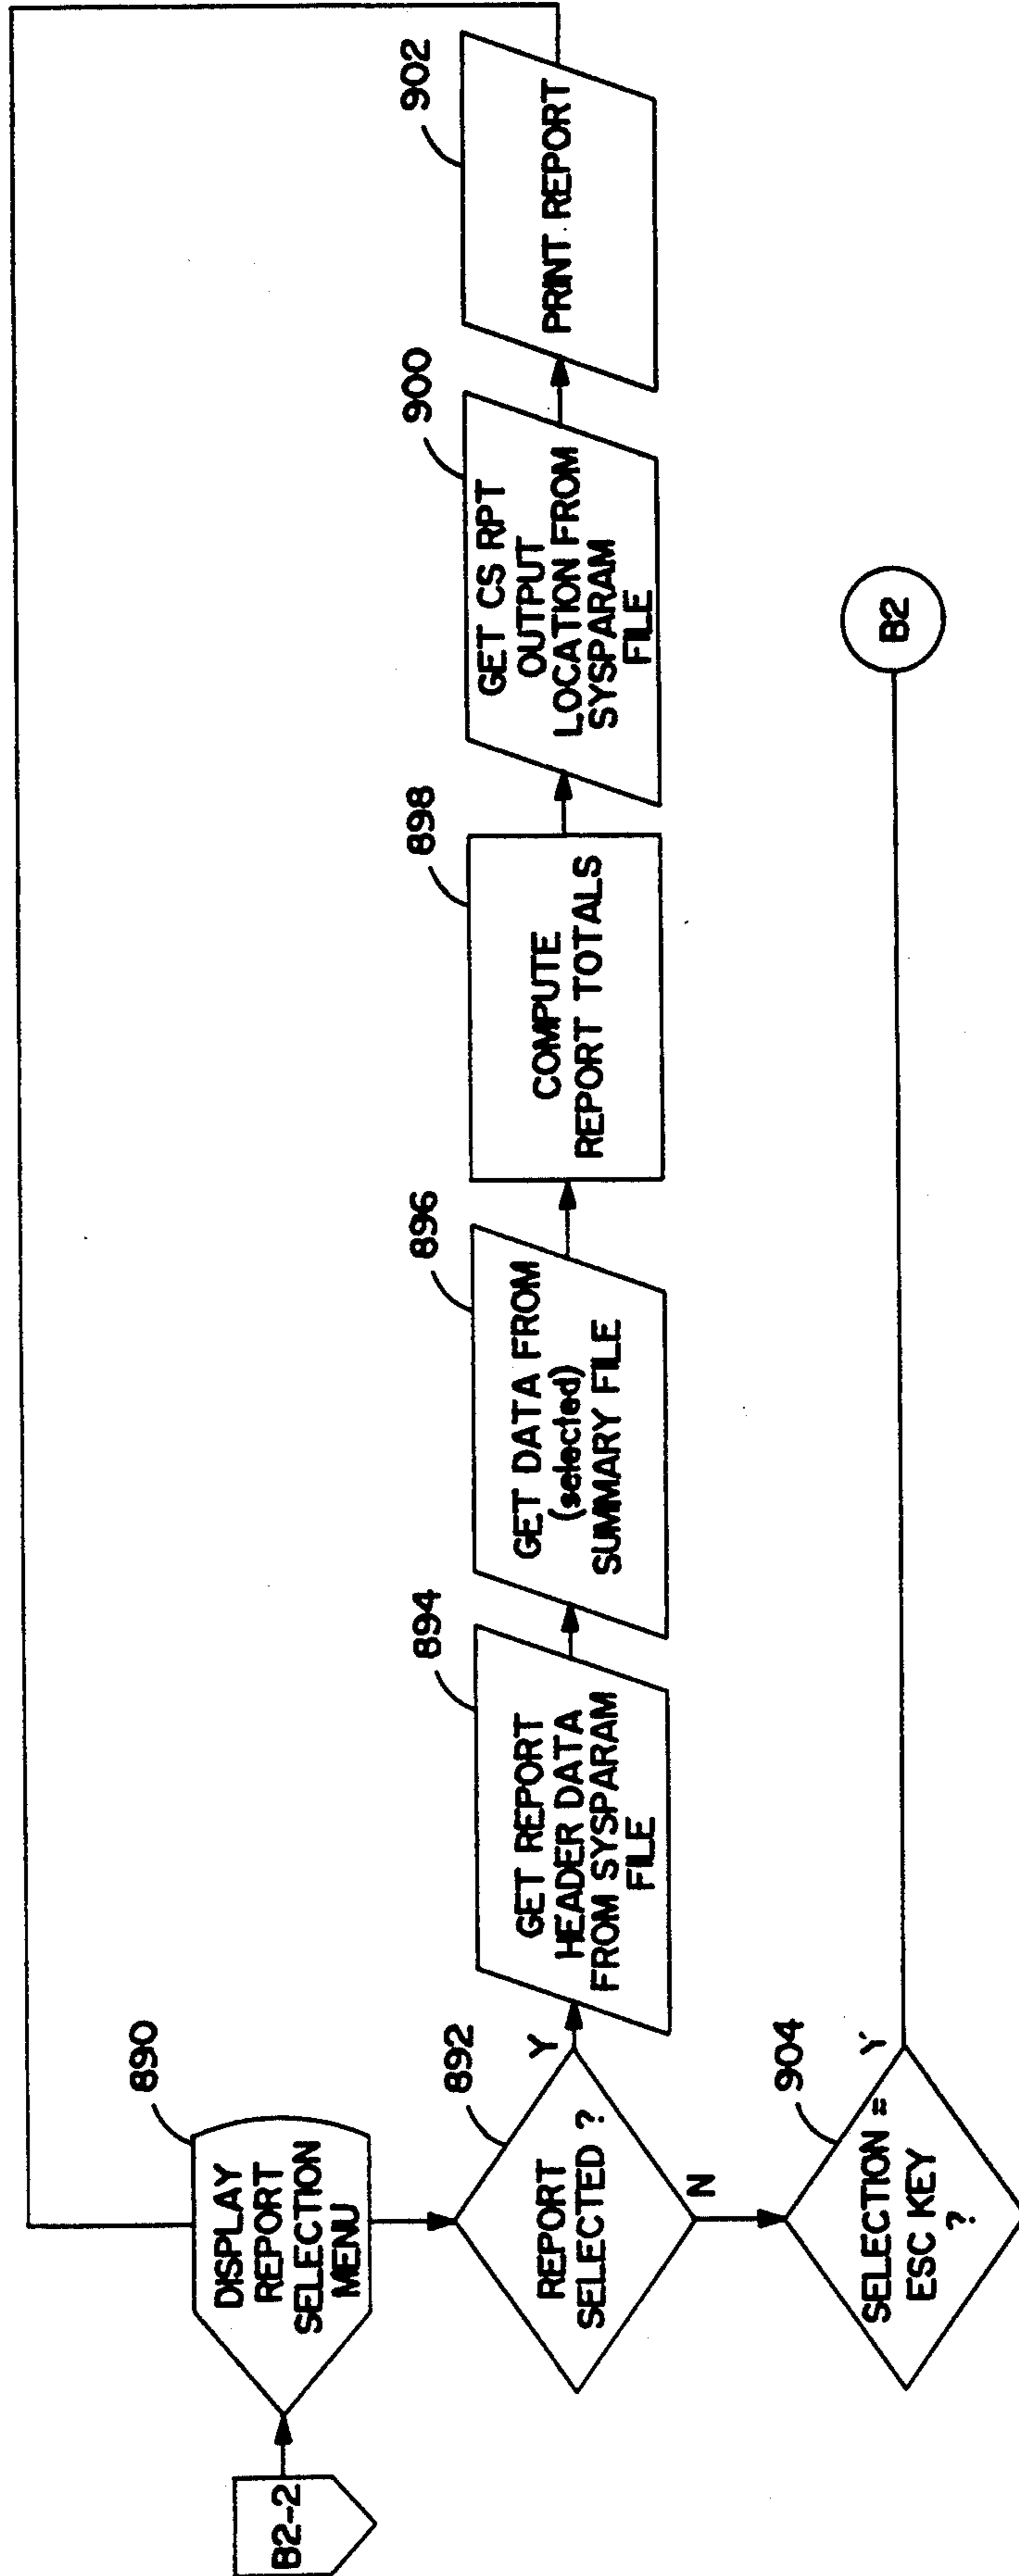 B2-2
890
DISPLAY
REPORT
SELECTION
MENU
892
REPORT
SELECTED ?
Y
N
894
GET REPORT
HEADER DATA
FROM SYSPARAM
FILE
896
GET DATA FROM
(selected)
SUMMARY FILE
898
COMPUTE
REPORT TOTALS
900
GET CS RPT
OUTPUT
LOCATION FROM
SYSPARAM
FILE
902
PRINT REPORT
904
SELECTION =
ESC KEY
?
Y
B2